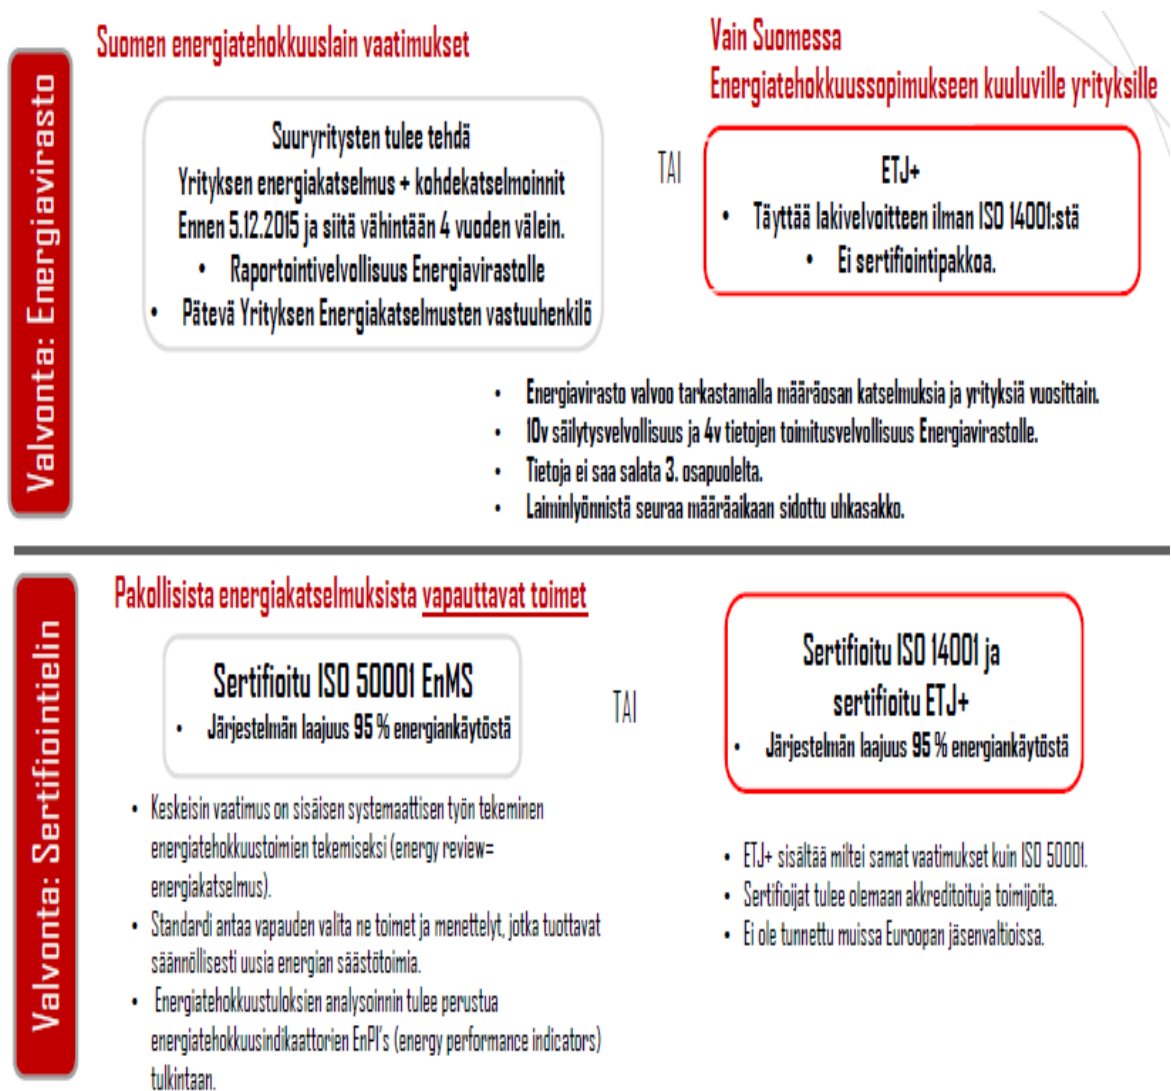 Valvonta: Energiavirasto
Suomen energiatehokkuuslain vaatimukset
Suuryritysten tulee tehdä
Yrityksen energiakatselmus + kohdekatselmoinnit
Ennen 5.12.2015 ja siitä vähintään 4 vuoden välein.
• Raportointivelvollisuus Energiavirastolle
• Pätevä Yrityksen Energiakatselmusten vastuuhenkilö
TAI
Vain Suomessa
Energiatehokkuussopimukseen kuuluville yrityksille
ETJ+
• Täyttää lakivelvoitteen ilman ISO 14001:stä
• Ei sertifiointipakkoa.
• Energiavirasto valvoo tarkastamalla määräosan katselmuksia ja yrityksiä vuosittain.
• 10v säilytysvelvollisuus ja 4v tietojen toimitusvelvollisuus Energiavirastolle.
• Tietoja ei saa salata 3. osapuolelta.
• Laiminlyönnistä seuraa määräaikaan sidottu uhkasakko.
Valvonta: Sertifiointielin
Pakollisista energiakatselmuksista vapauttavat toimet
Sertifioitu ISO 50001 EnMS
• Järjestelmän laajuus 95 % energiankäytöstä
• Keskeisin vaatimus on sisäisen systemaattisen työn tekeminen
energiatehokkuustoimien tekemiseksi (energy review=
energiakatselmus).
• Standardi antaa vapauden valita ne toimet ja menettelyt, jotka tuottavat
säännöllisesti uusia energian säästötoimia.
• Energiatehokkuustuloksien analysoinnin tulee perustua
energiatehokkuusindikaattorien EnPI's (energy performance indicators)
tulkintaan.
TAI
Sertifioitu ISO 14001 ja
sertifioitu ETJ+
• Järjestelmän laajuus 95 % energiankäytöstä
• ETJ+ sisältää miltei samat vaatimukset kuin ISO 50001.
• Sertifioijat tulee olemaan akkreditoituja toimijoita.
• Ei ole tunnettu muissa Euroopan jäsenvaltioissa.